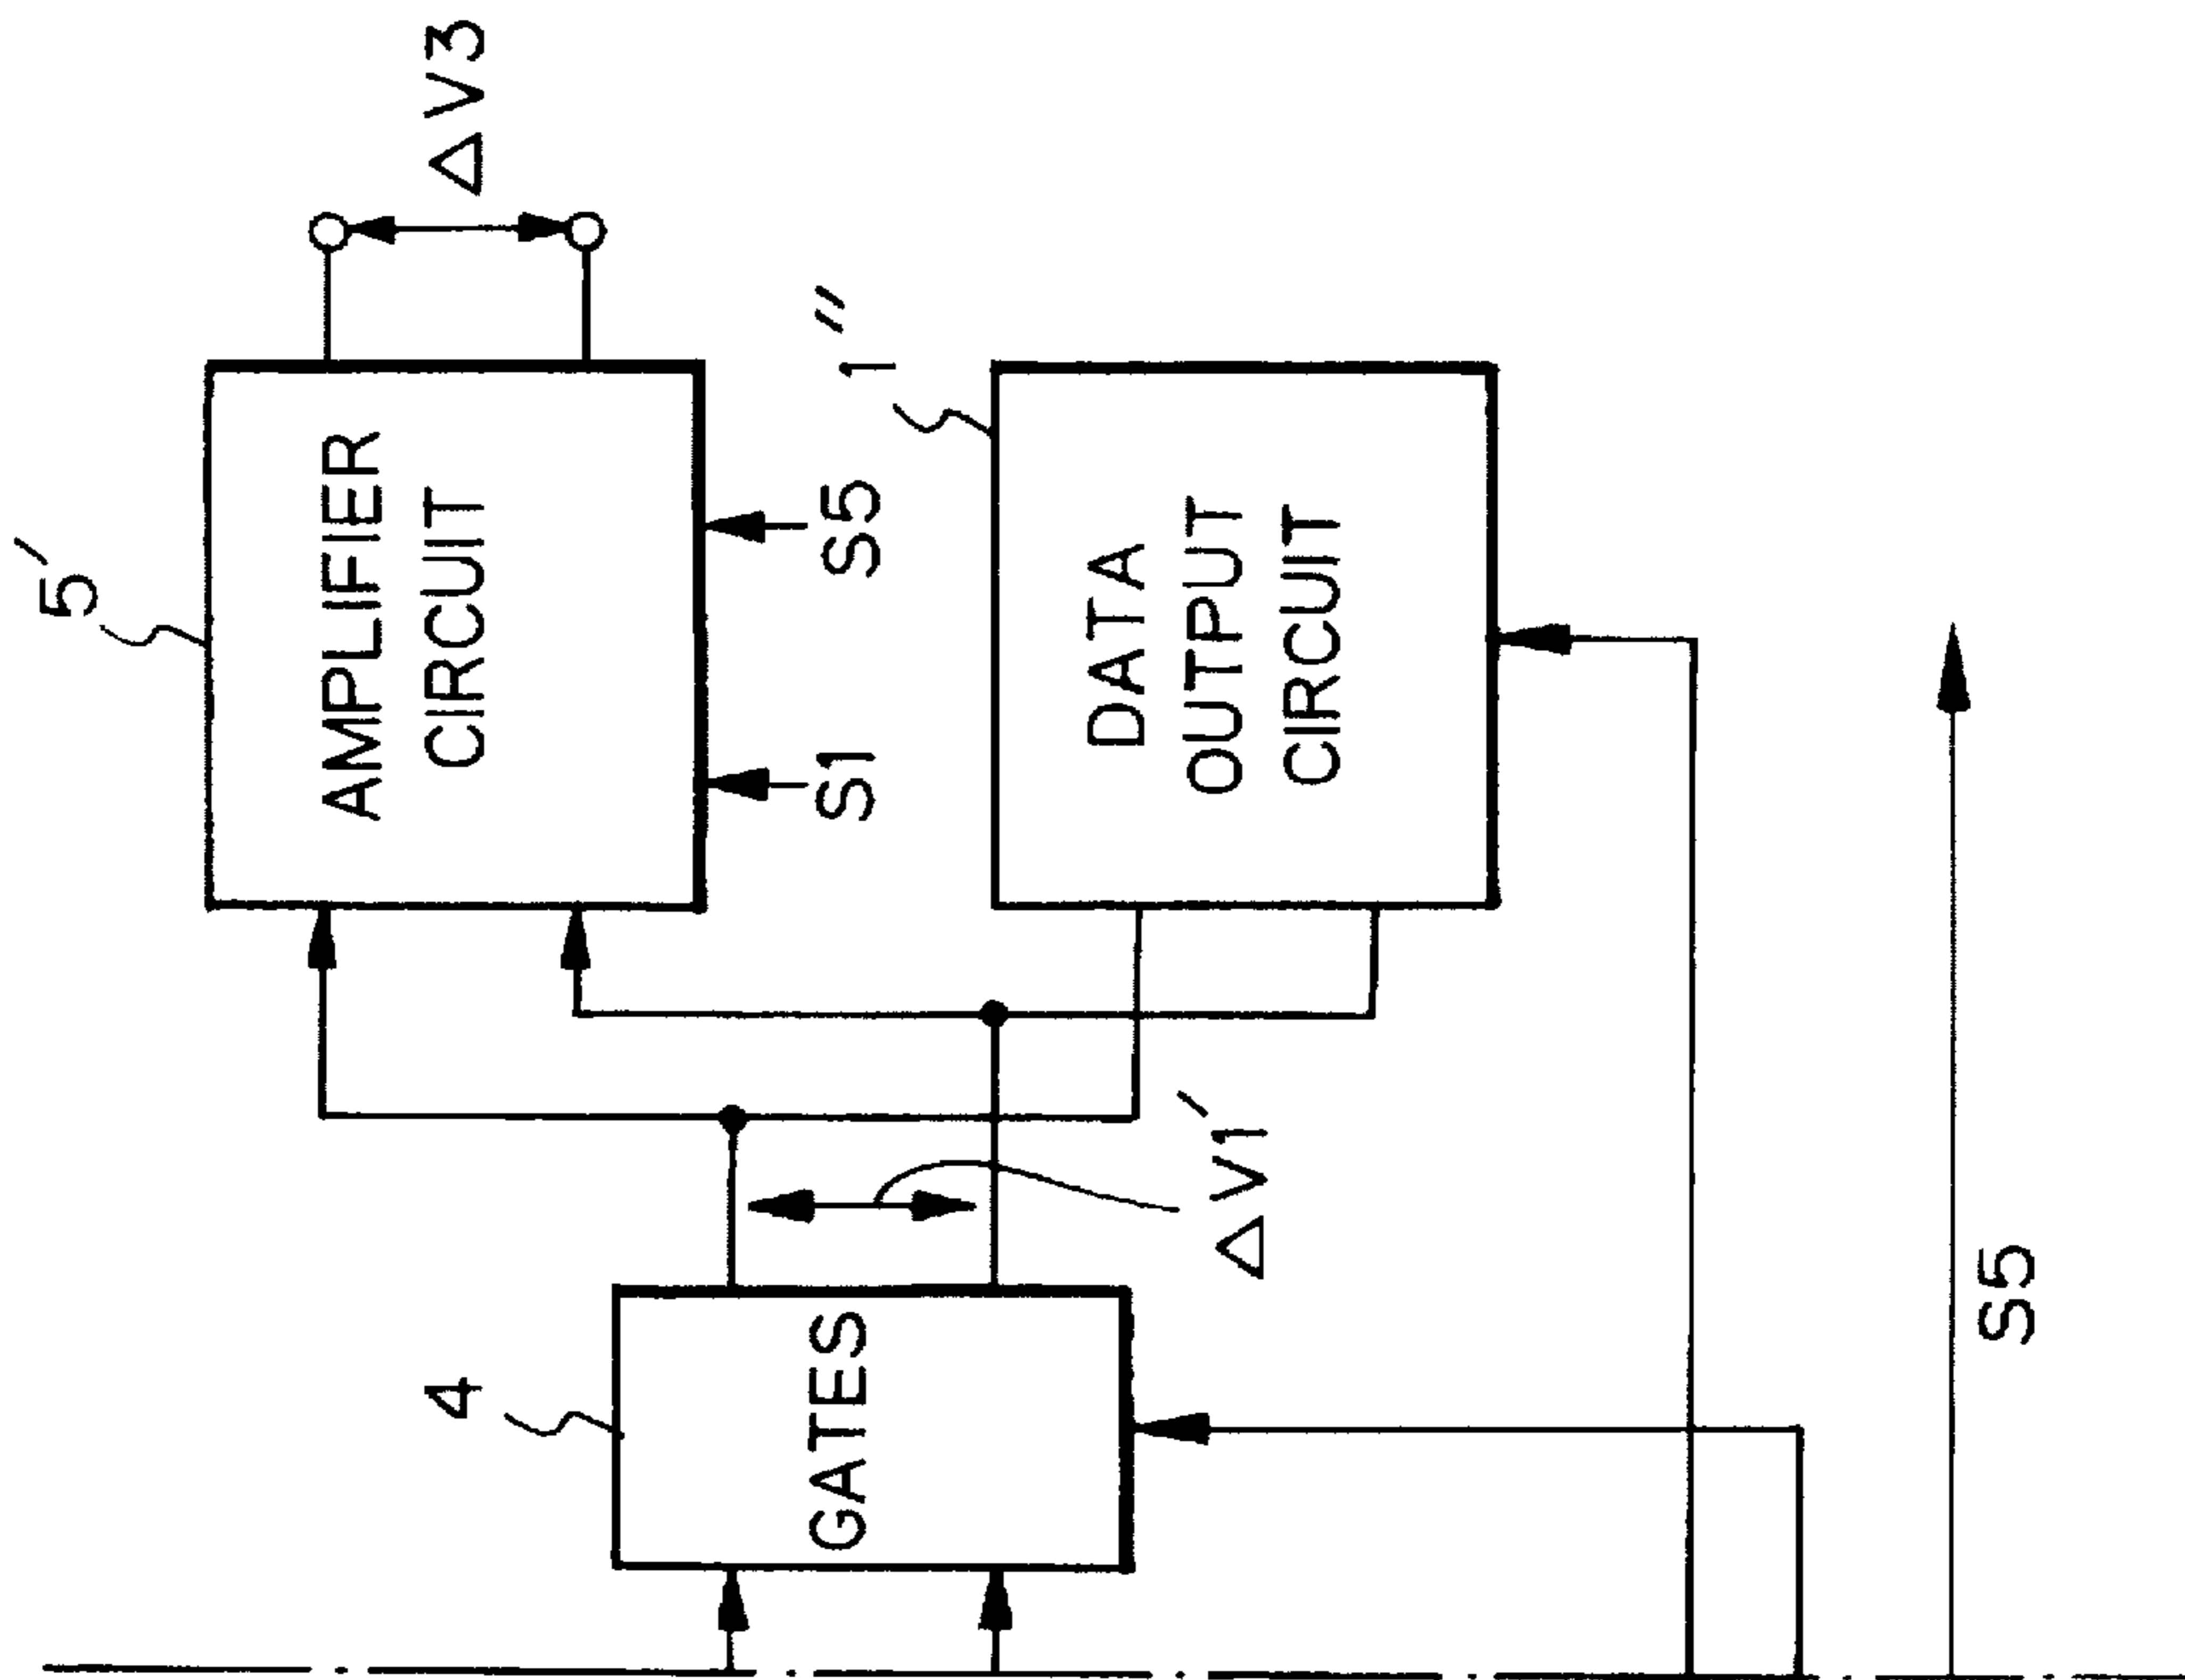 4
GATES
ΔV1′
5′
AMPLIFIER
CIRCUIT
S1
S5
ΔV3
1″
DATA
OUTPUT
CIRCUIT
S5